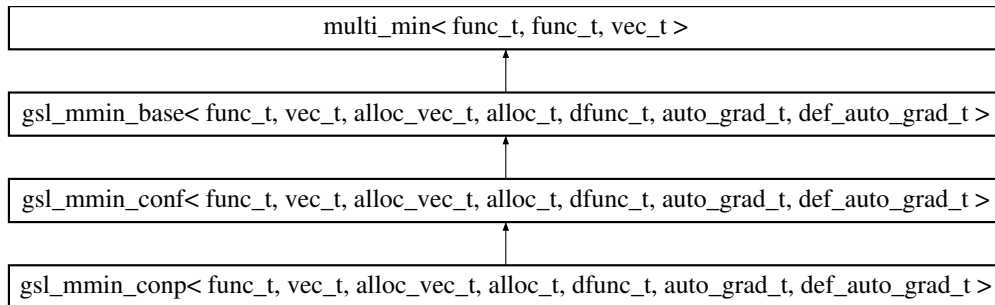 multi_min< func_t, func_t, vec_t >
gsl_mmin_base< func_t, vec_t, alloc_vec_t, alloc_t, dfunc_t, auto_grad_t, def_auto_grad_t >
gsl_mmin_conf< func_t, vec_t, alloc_vec_t, alloc_t, dfunc_t, auto_grad_t, def_auto_grad_t >
gsl_mmin_conp< func_t, vec_t, alloc_vec_t, alloc_t, dfunc_t, auto_grad_t, def_auto_grad_t >